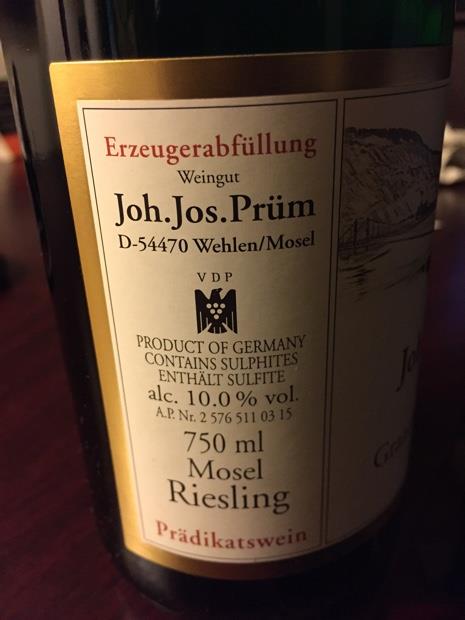 Erzeugerabfüllung
Weingut
Joh.Jos.Prüm
D-54470 Wehlen/Mosel
VDP
PRODUCT OF GERMANY
CONTAINS SULPHITES
ENTHÄLT SULFITE
alc. 10.0 % vol.
A.P. Nr. 2 576 511 03 15
750 ml
Mosel
Riesling
Prädikatswein